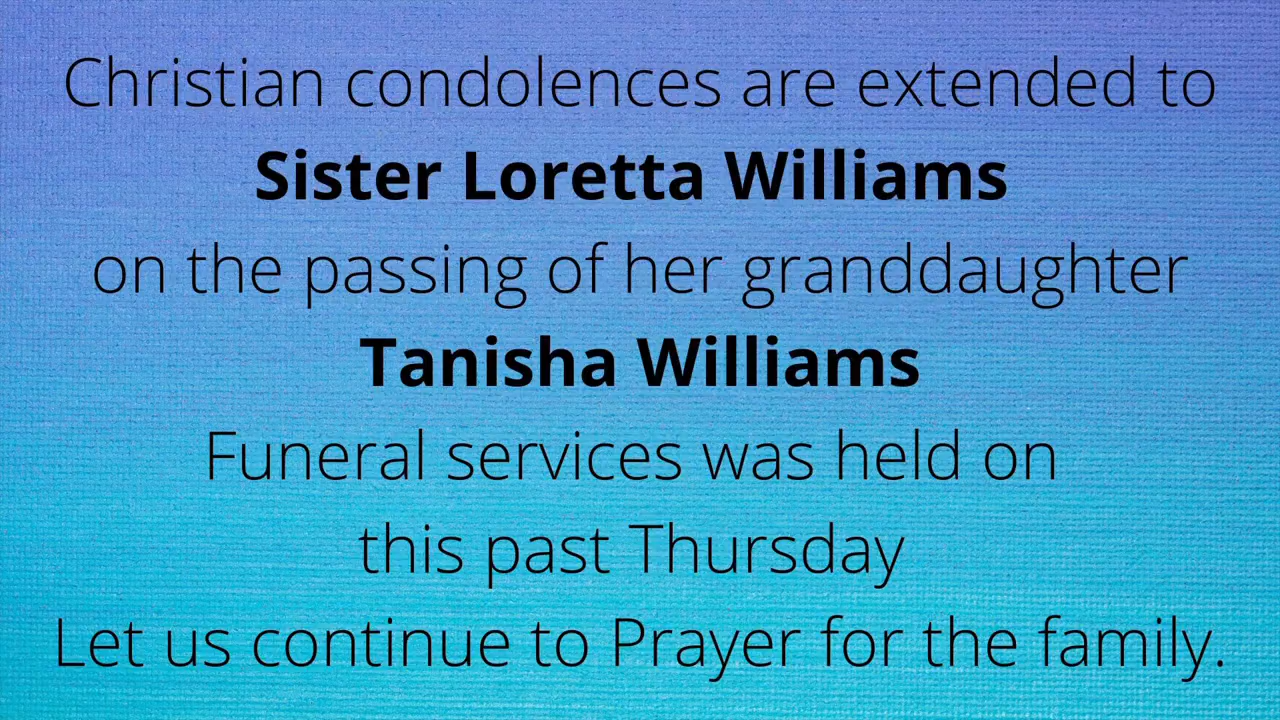 Christian condolences are extended to
Sister Loretta Williams
on the passing of her granddaughter
Tanisha Williams
Funeral services was held on
this past Thursday
Let us continue to Prayer for the family.